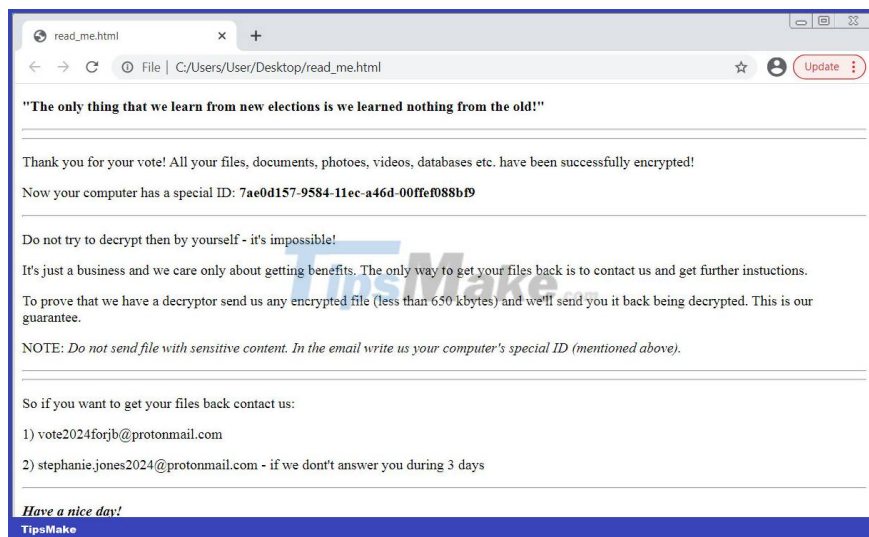 read_me.html
File | C:/Users/User/Desktop/read_me.html
Update
"The only thing that we learn from new elections is we learned nothing from the old!"
Thank you for your vote! All your files, documents, photoes, videos, databases etc. have been successfully encrypted!
Now your computer has a special ID: 7ae0d157-9584-11ec-a46d-00ffef088bf9
Do not try to decrypt then by yourself - it's impossible!
It's just a business and we care only about getting benefits. The only way to get your files back is to contact us and get further instuctions.
TipsMake.com
To prove that we have a decryptor send us any encrypted file (less than 650 kbytes) and we'll send you it back being decrypted. This is our
guarantee.
NOTE: Do not send file with sensitive content. In the email write us your computer's special ID (mentioned above).
So if you want to get your files back contact us:
1) vote2024forjb@protonmail.com
2) stephanie.jones2024@protonmail.com - if we dont't answer you during 3 days
Have a nice day!
TipsMake